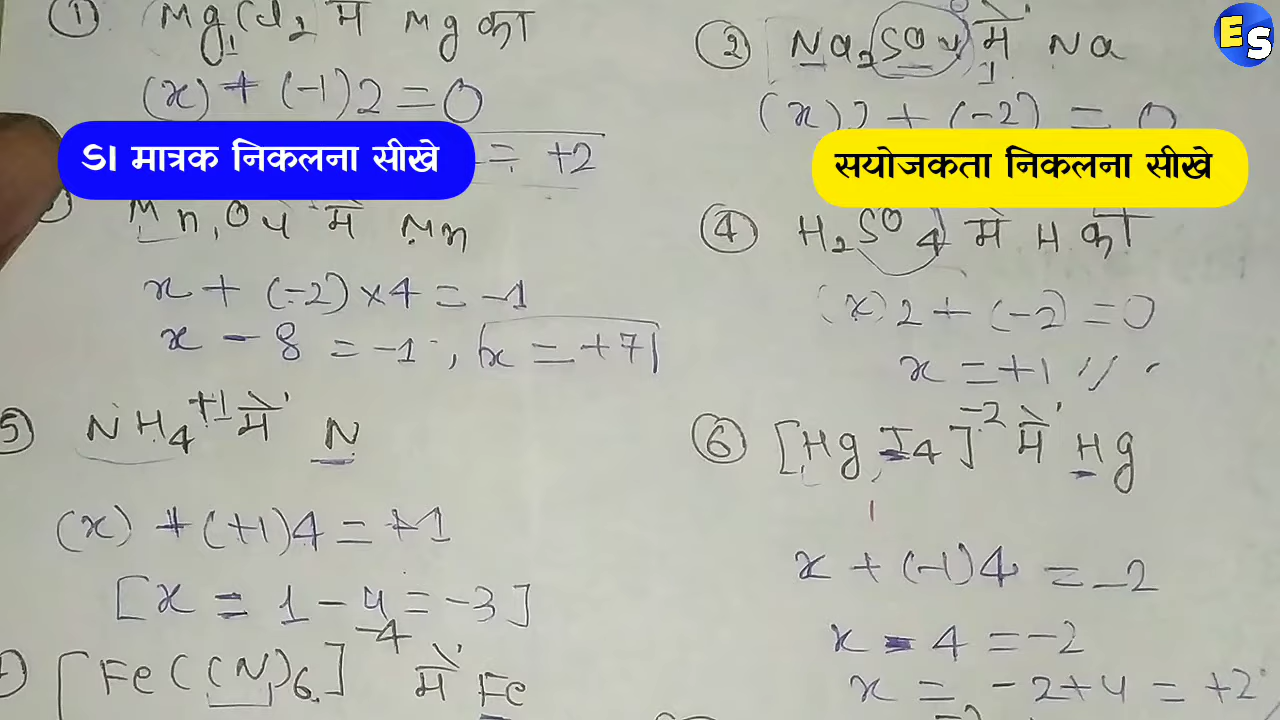 ① MgCl₂ में Mg का
(x) + (-1)2 = 0
= +2
② Na₂SO₄ में Na
1
(x)2 + (-2) = 0
ES
SI मात्रक निकलना सीखे
सयोजकता निकलना सीखे
MnO4⁻¹ में Mn
x + (-2)×4 = -1
x - 8 = -1, x = +7
④ H₂SO₄ में H का
(x)2 + (-2) = 0
x = +1 //
5 NH₄⁺¹ में N
(x) + (+1)4 = +1
[x = 1 - 4 = -3]
⑥ [HgI4]⁻² में Hg
x + (-1)4 = -2
x - 4 = -2
x = -2+4 = +2
[Fe(CN)6]⁻⁴ में Fe